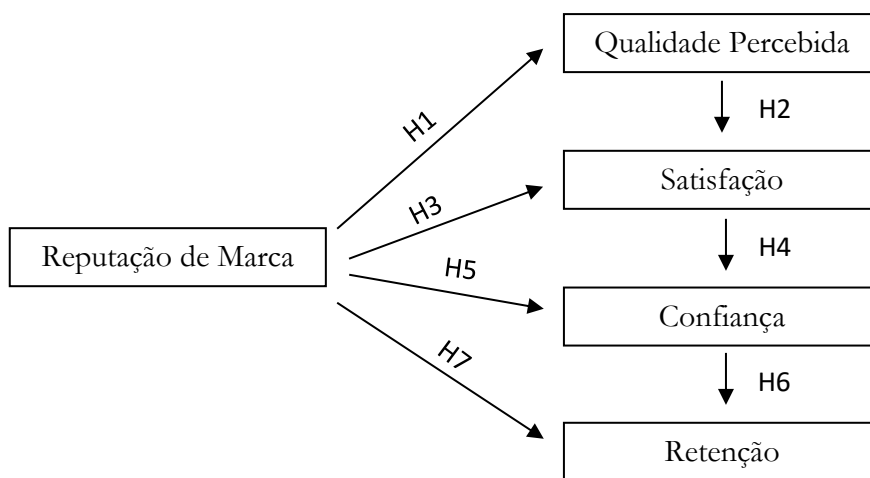 Qualidade Percebida
H1
H2
Satisfação
H3
Reputação de Marca
H4
H5
Confiança
H7
H6
Retenção